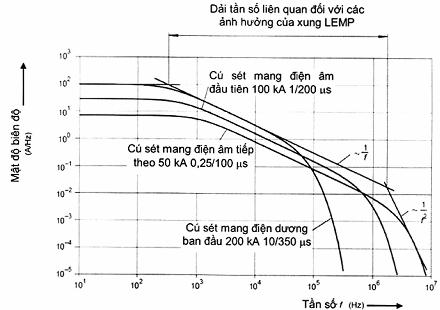 Dải tần số liên quan đối với các
ảnh hưởng của xung LEMP
Mật độ biên độ
(A/Hz)
10³
10²
10¹
10⁰
10⁻¹
10⁻²
10⁻³
10⁻⁴
10⁻⁵
Cú sét mang điện âm
đầu tiên 100 kA 1/200 µs
Cú sét mang điện âm tiếp
theo 50 kA 0,25/100 µs
Cú sét mang điện dương
ban đầu 200 kA 10/350 µs
~ 1/f
~ 1/f²
10¹
10²
10³
10⁴
10⁵
10⁶
10⁷
Tần số f (Hz)